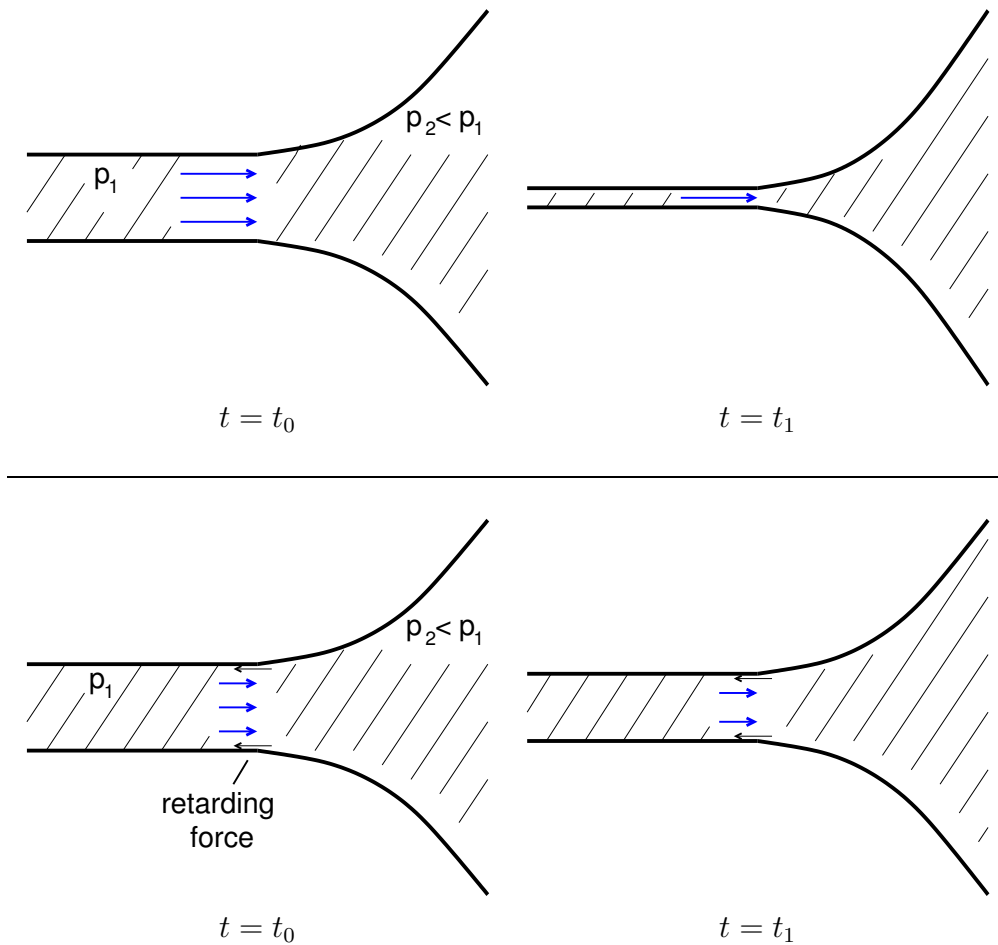 p₂< p₁
p₁
t = t₀
t = t₁
p₂< p₁
p₁
retarding
force
t = t₀
t = t₁